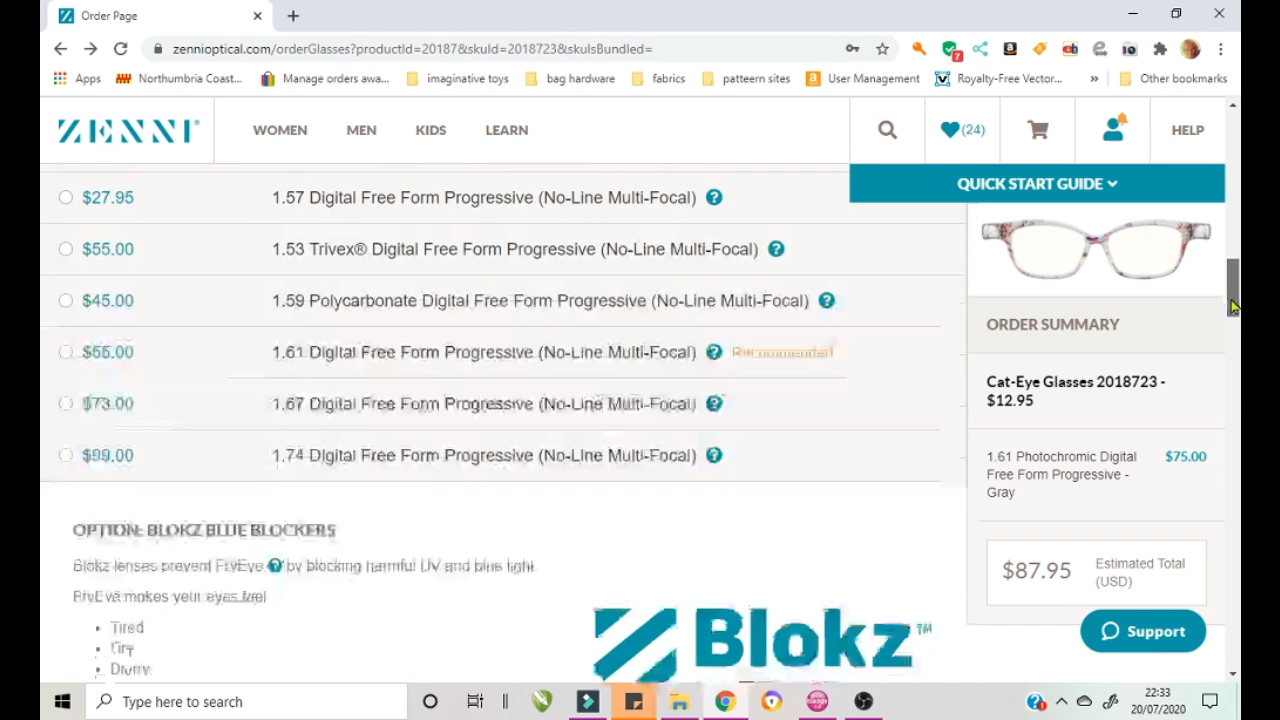 Order Page
zennioptical.com/orderGlasses?productId=20187&skuId=2018723&skuIsBundled=
7
Apps Northumbria Coast... Manage orders awa... imaginative toys bag hardware fabrics patteern sites User Management Royalty-Free Vector... » Other bookmarks
ZENNI® WOMEN MEN KIDS LEARN (24) HELP
QUICK START GUIDE
$27.95 1.57 Digital Free Form Progressive (No-Line Multi-Focal) ?
$55.00 1.53 Trivex® Digital Free Form Progressive (No-Line Multi-Focal) ?
$45.00 1.59 Polycarbonate Digital Free Form Progressive (No-Line Multi-Focal) ?
1.61 Digital Free Form Progressive (No-Line Multi-Focal) ? Recommended
$73.00 1.67 Digital Free Form Progressive (No-Line Multi-Focal) ?
$99.00 1.74 Digital Free Form Progressive (No-Line Multi-Focal) ?
ORDER SUMMARY
Cat-Eye Glasses 2018723 -
$12.95
1.61 Photochromic Digital $75.00
Free Form Progressive -
Gray
$87.95 Estimated Total
(USD)
Support
OPTION: BLOKZ BLUE BLOCKERS
Blokz lenses prevent ? by blocking harmful UV and blue light
makes your eyes feel
Tired
Blokz™
Type here to search
22:33
20/07/2020